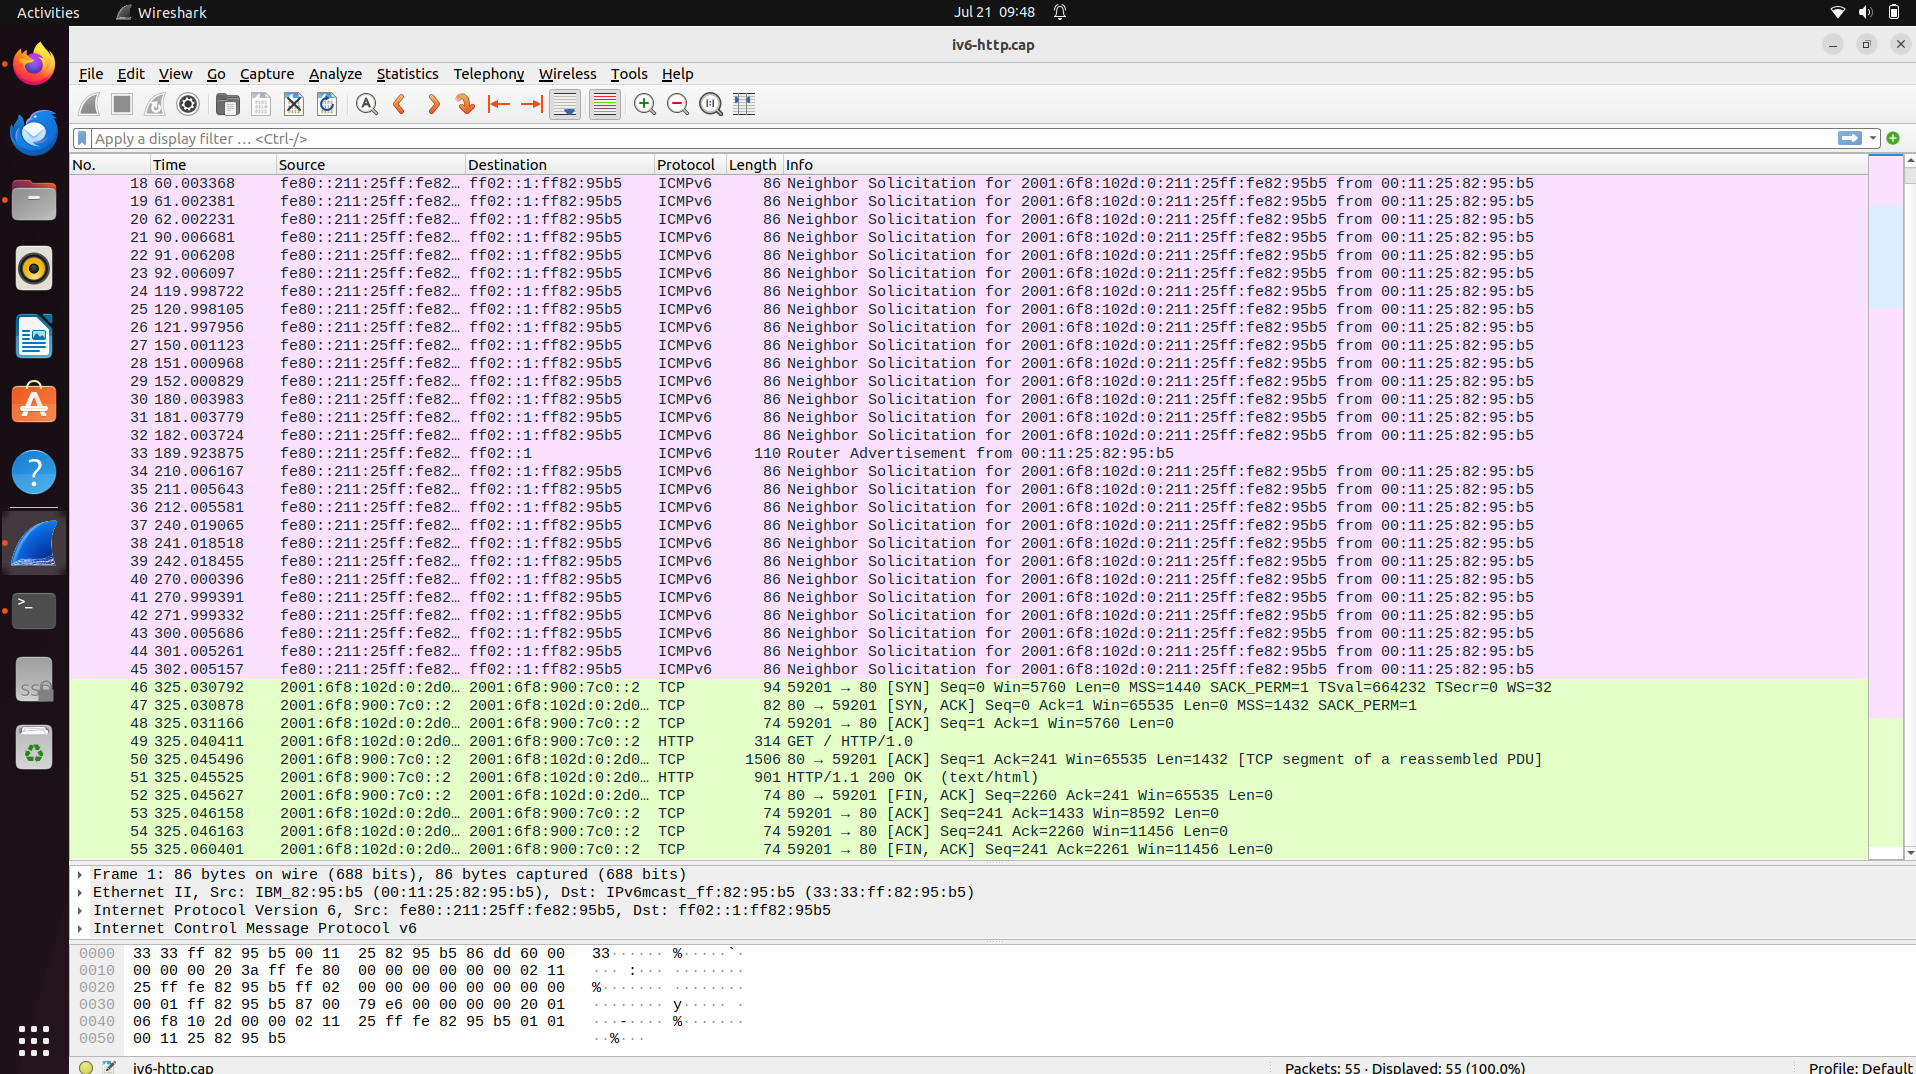 Activities
Wireshark
Jul 21 09:48
iv6-http.cap
File Edit View Go Capture Analyze Statistics Telephony Wireless Tools Help
Apply a display filter … <Ctrl-/>
No. Time Source Destination Protocol Length Info
18 60.003368 fe80::211:25ff:fe82… ff02::1:ff82:95b5 ICMPv6 86 Neighbor Solicitation for 2001:6f8:102d:0:211:25ff:fe82:95b5 from 00:11:25:82:95:b5
19 61.002381 fe80::211:25ff:fe82… ff02::1:ff82:95b5 ICMPv6 86 Neighbor Solicitation for 2001:6f8:102d:0:211:25ff:fe82:95b5 from 00:11:25:82:95:b5
20 62.002231 fe80::211:25ff:fe82… ff02::1:ff82:95b5 ICMPv6 86 Neighbor Solicitation for 2001:6f8:102d:0:211:25ff:fe82:95b5 from 00:11:25:82:95:b5
21 90.006681 fe80::211:25ff:fe82… ff02::1:ff82:95b5 ICMPv6 86 Neighbor Solicitation for 2001:6f8:102d:0:211:25ff:fe82:95b5 from 00:11:25:82:95:b5
22 91.006208 fe80::211:25ff:fe82… ff02::1:ff82:95b5 ICMPv6 86 Neighbor Solicitation for 2001:6f8:102d:0:211:25ff:fe82:95b5 from 00:11:25:82:95:b5
23 92.006097 fe80::211:25ff:fe82… ff02::1:ff82:95b5 ICMPv6 86 Neighbor Solicitation for 2001:6f8:102d:0:211:25ff:fe82:95b5 from 00:11:25:82:95:b5
24 119.998722 fe80::211:25ff:fe82… ff02::1:ff82:95b5 ICMPv6 86 Neighbor Solicitation for 2001:6f8:102d:0:211:25ff:fe82:95b5 from 00:11:25:82:95:b5
25 120.998105 fe80::211:25ff:fe82… ff02::1:ff82:95b5 ICMPv6 86 Neighbor Solicitation for 2001:6f8:102d:0:211:25ff:fe82:95b5 from 00:11:25:82:95:b5
26 121.997956 fe80::211:25ff:fe82… ff02::1:ff82:95b5 ICMPv6 86 Neighbor Solicitation for 2001:6f8:102d:0:211:25ff:fe82:95b5 from 00:11:25:82:95:b5
27 150.001123 fe80::211:25ff:fe82… ff02::1:ff82:95b5 ICMPv6 86 Neighbor Solicitation for 2001:6f8:102d:0:211:25ff:fe82:95b5 from 00:11:25:82:95:b5
28 151.000968 fe80::211:25ff:fe82… ff02::1:ff82:95b5 ICMPv6 86 Neighbor Solicitation for 2001:6f8:102d:0:211:25ff:fe82:95b5 from 00:11:25:82:95:b5
29 152.000829 fe80::211:25ff:fe82… ff02::1:ff82:95b5 ICMPv6 86 Neighbor Solicitation for 2001:6f8:102d:0:211:25ff:fe82:95b5 from 00:11:25:82:95:b5
30 180.003983 fe80::211:25ff:fe82… ff02::1:ff82:95b5 ICMPv6 86 Neighbor Solicitation for 2001:6f8:102d:0:211:25ff:fe82:95b5 from 00:11:25:82:95:b5
31 181.003779 fe80::211:25ff:fe82… ff02::1:ff82:95b5 ICMPv6 86 Neighbor Solicitation for 2001:6f8:102d:0:211:25ff:fe82:95b5 from 00:11:25:82:95:b5
32 182.003724 fe80::211:25ff:fe82… ff02::1:ff82:95b5 ICMPv6 86 Neighbor Solicitation for 2001:6f8:102d:0:211:25ff:fe82:95b5 from 00:11:25:82:95:b5
33 189.923875 fe80::211:25ff:fe82… ff02::1 ICMPv6 110 Router Advertisement from 00:11:25:82:95:b5
34 210.006167 fe80::211:25ff:fe82… ff02::1:ff82:95b5 ICMPv6 86 Neighbor Solicitation for 2001:6f8:102d:0:211:25ff:fe82:95b5 from 00:11:25:82:95:b5
35 211.005643 fe80::211:25ff:fe82… ff02::1:ff82:95b5 ICMPv6 86 Neighbor Solicitation for 2001:6f8:102d:0:211:25ff:fe82:95b5 from 00:11:25:82:95:b5
36 212.005581 fe80::211:25ff:fe82… ff02::1:ff82:95b5 ICMPv6 86 Neighbor Solicitation for 2001:6f8:102d:0:211:25ff:fe82:95b5 from 00:11:25:82:95:b5
37 240.019065 fe80::211:25ff:fe82… ff02::1:ff82:95b5 ICMPv6 86 Neighbor Solicitation for 2001:6f8:102d:0:211:25ff:fe82:95b5 from 00:11:25:82:95:b5
38 241.018518 fe80::211:25ff:fe82… ff02::1:ff82:95b5 ICMPv6 86 Neighbor Solicitation for 2001:6f8:102d:0:211:25ff:fe82:95b5 from 00:11:25:82:95:b5
39 242.018455 fe80::211:25ff:fe82… ff02::1:ff82:95b5 ICMPv6 86 Neighbor Solicitation for 2001:6f8:102d:0:211:25ff:fe82:95b5 from 00:11:25:82:95:b5
40 270.000396 fe80::211:25ff:fe82… ff02::1:ff82:95b5 ICMPv6 86 Neighbor Solicitation for 2001:6f8:102d:0:211:25ff:fe82:95b5 from 00:11:25:82:95:b5
41 270.999391 fe80::211:25ff:fe82… ff02::1:ff82:95b5 ICMPv6 86 Neighbor Solicitation for 2001:6f8:102d:0:211:25ff:fe82:95b5 from 00:11:25:82:95:b5
42 271.999332 fe80::211:25ff:fe82… ff02::1:ff82:95b5 ICMPv6 86 Neighbor Solicitation for 2001:6f8:102d:0:211:25ff:fe82:95b5 from 00:11:25:82:95:b5
43 300.005686 fe80::211:25ff:fe82… ff02::1:ff82:95b5 ICMPv6 86 Neighbor Solicitation for 2001:6f8:102d:0:211:25ff:fe82:95b5 from 00:11:25:82:95:b5
44 301.005261 fe80::211:25ff:fe82… ff02::1:ff82:95b5 ICMPv6 86 Neighbor Solicitation for 2001:6f8:102d:0:211:25ff:fe82:95b5 from 00:11:25:82:95:b5
45 302.005157 fe80::211:25ff:fe82… ff02::1:ff82:95b5 ICMPv6 86 Neighbor Solicitation for 2001:6f8:102d:0:211:25ff:fe82:95b5 from 00:11:25:82:95:b5
46 325.030792 2001:6f8:102d:0:2d0… 2001:6f8:900:7c0::2 TCP 94 59201 → 80 [SYN] Seq=0 Win=5760 Len=0 MSS=1440 SACK_PERM=1 TSval=664232 TSecr=0 WS=32
47 325.030878 2001:6f8:900:7c0::2 2001:6f8:102d:0:2d0… TCP 82 80 → 59201 [SYN, ACK] Seq=0 Ack=1 Win=65535 Len=0 MSS=1432 SACK_PERM=1
48 325.031166 2001:6f8:102d:0:2d0… 2001:6f8:900:7c0::2 TCP 74 59201 → 80 [ACK] Seq=1 Ack=1 Win=5760 Len=0
49 325.040411 2001:6f8:102d:0:2d0… 2001:6f8:900:7c0::2 HTTP 314 GET / HTTP/1.0
50 325.045496 2001:6f8:900:7c0::2 2001:6f8:102d:0:2d0… TCP 1506 80 → 59201 [ACK] Seq=1 Ack=241 Win=65535 Len=1432 [TCP segment of a reassembled PDU]
51 325.045525 2001:6f8:900:7c0::2 2001:6f8:102d:0:2d0… HTTP 901 HTTP/1.1 200 OK (text/html)
52 325.045627 2001:6f8:900:7c0::2 2001:6f8:102d:0:2d0… TCP 74 80 → 59201 [FIN, ACK] Seq=2260 Ack=241 Win=65535 Len=0
53 325.046158 2001:6f8:102d:0:2d0… 2001:6f8:900:7c0::2 TCP 74 59201 → 80 [ACK] Seq=241 Ack=1433 Win=8592 Len=0
54 325.046163 2001:6f8:102d:0:2d0… 2001:6f8:900:7c0::2 TCP 74 59201 → 80 [ACK] Seq=241 Ack=2260 Win=11456 Len=0
55 325.060401 2001:6f8:102d:0:2d0… 2001:6f8:900:7c0::2 TCP 74 59201 → 80 [FIN, ACK] Seq=241 Ack=2261 Win=11456 Len=0
Frame 1: 86 bytes on wire (688 bits), 86 bytes captured (688 bits)
Ethernet II, Src: IBM_82:95:b5 (00:11:25:82:95:b5), Dst: IPv6mcast_ff:82:95:b5 (33:33:ff:82:95:b5)
Internet Protocol Version 6, Src: fe80::211:25ff:fe82:95b5, Dst: ff02::1:ff82:95b5
Internet Control Message Protocol v6
0000 33 33 ff 82 95 b5 00 11 25 82 95 b5 86 dd 60 00 33······ %·····`·
0010 00 00 00 20 3a ff fe 80 00 00 00 00 00 00 02 11 ··· :··· ········
0020 25 ff fe 82 95 b5 ff 02 00 00 00 00 00 00 00 00 %······· ········
0030 00 01 ff 82 95 b5 87 00 79 e6 00 00 00 00 20 01 ········ y····· ·
0040 06 f8 10 2d 00 00 02 11 25 ff fe 82 95 b5 01 01 ···-···· %·······
0050 00 11 25 82 95 b5 ··%···
iv6-http.cap
Packets: 55 · Displayed: 55 (100.0%)
Profile: Default